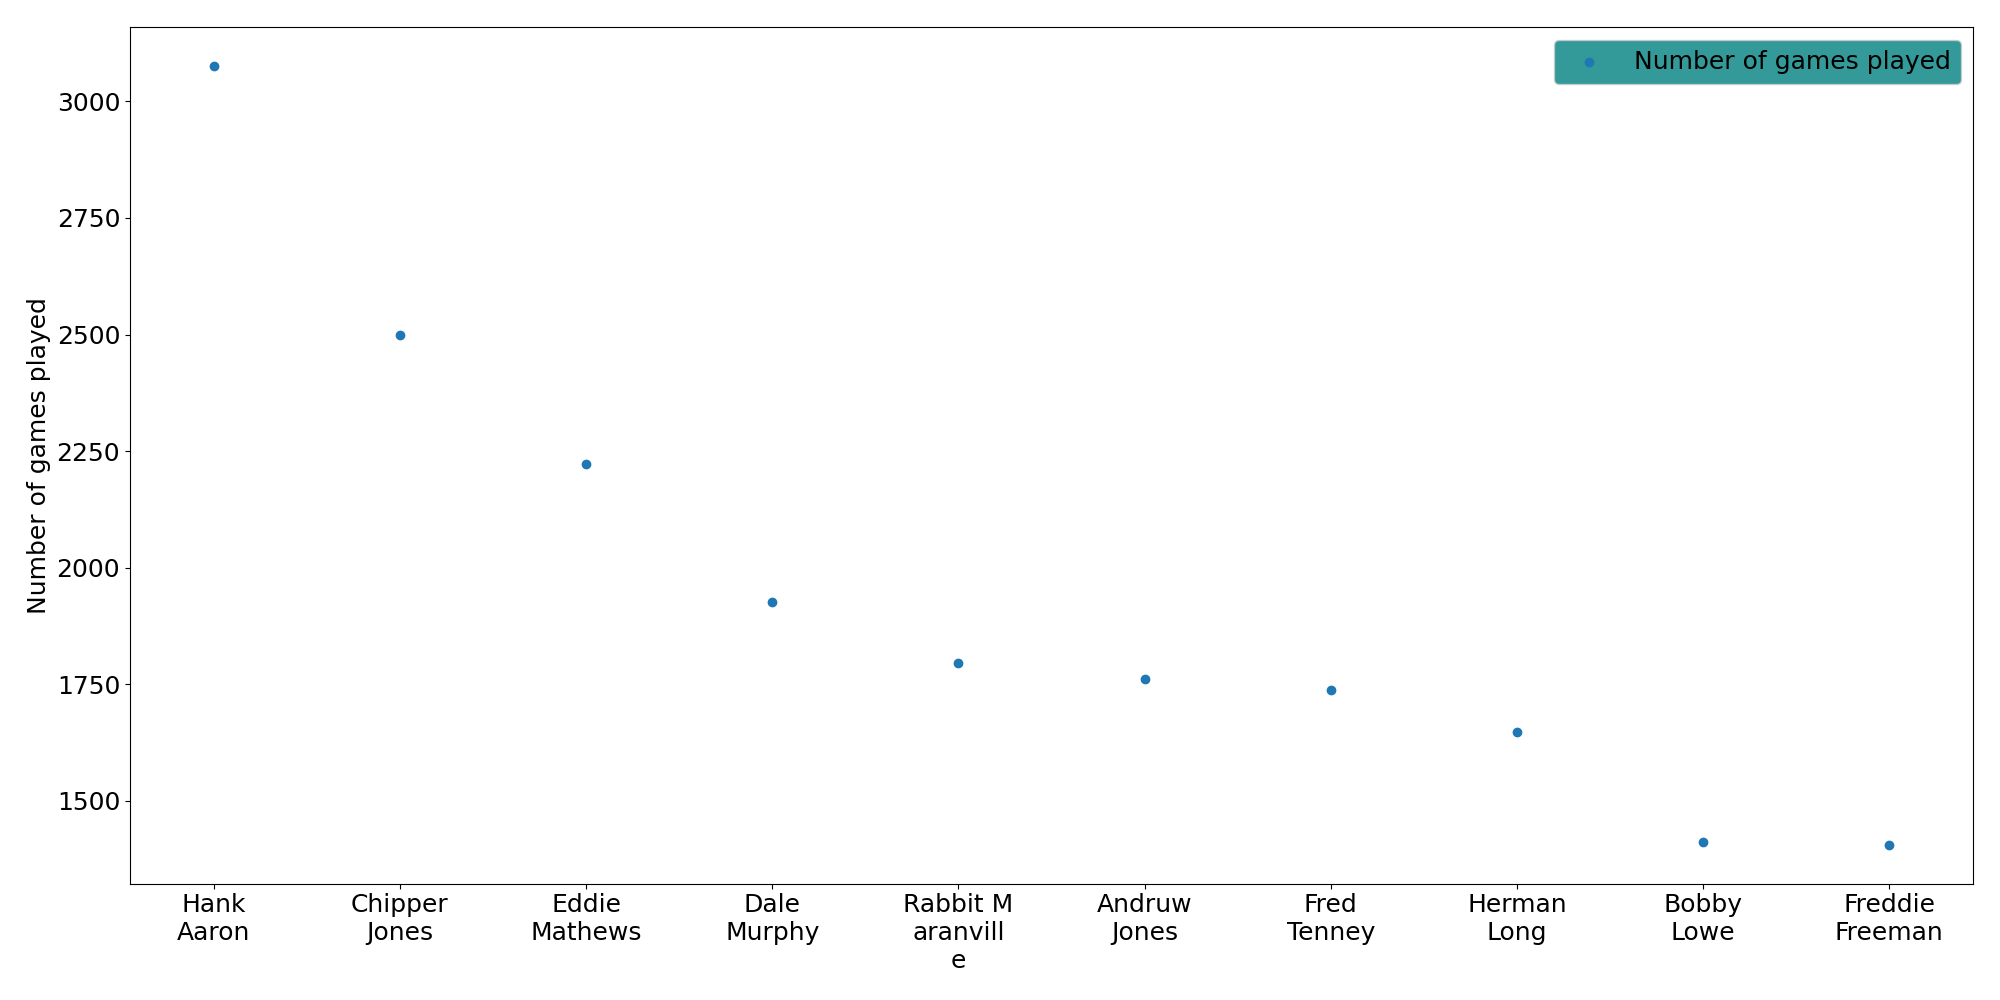 Number of games played
Number of games played
3000
2750
2500
2250
2000
1750
1500
Hank
Aaron
Chipper
Jones
Eddie
Mathews
Dale
Murphy
Rabbit M
aranvill
e
Andruw
Jones
Fred
Tenney
Herman
Long
Bobby
Lowe
Freddie
Freeman